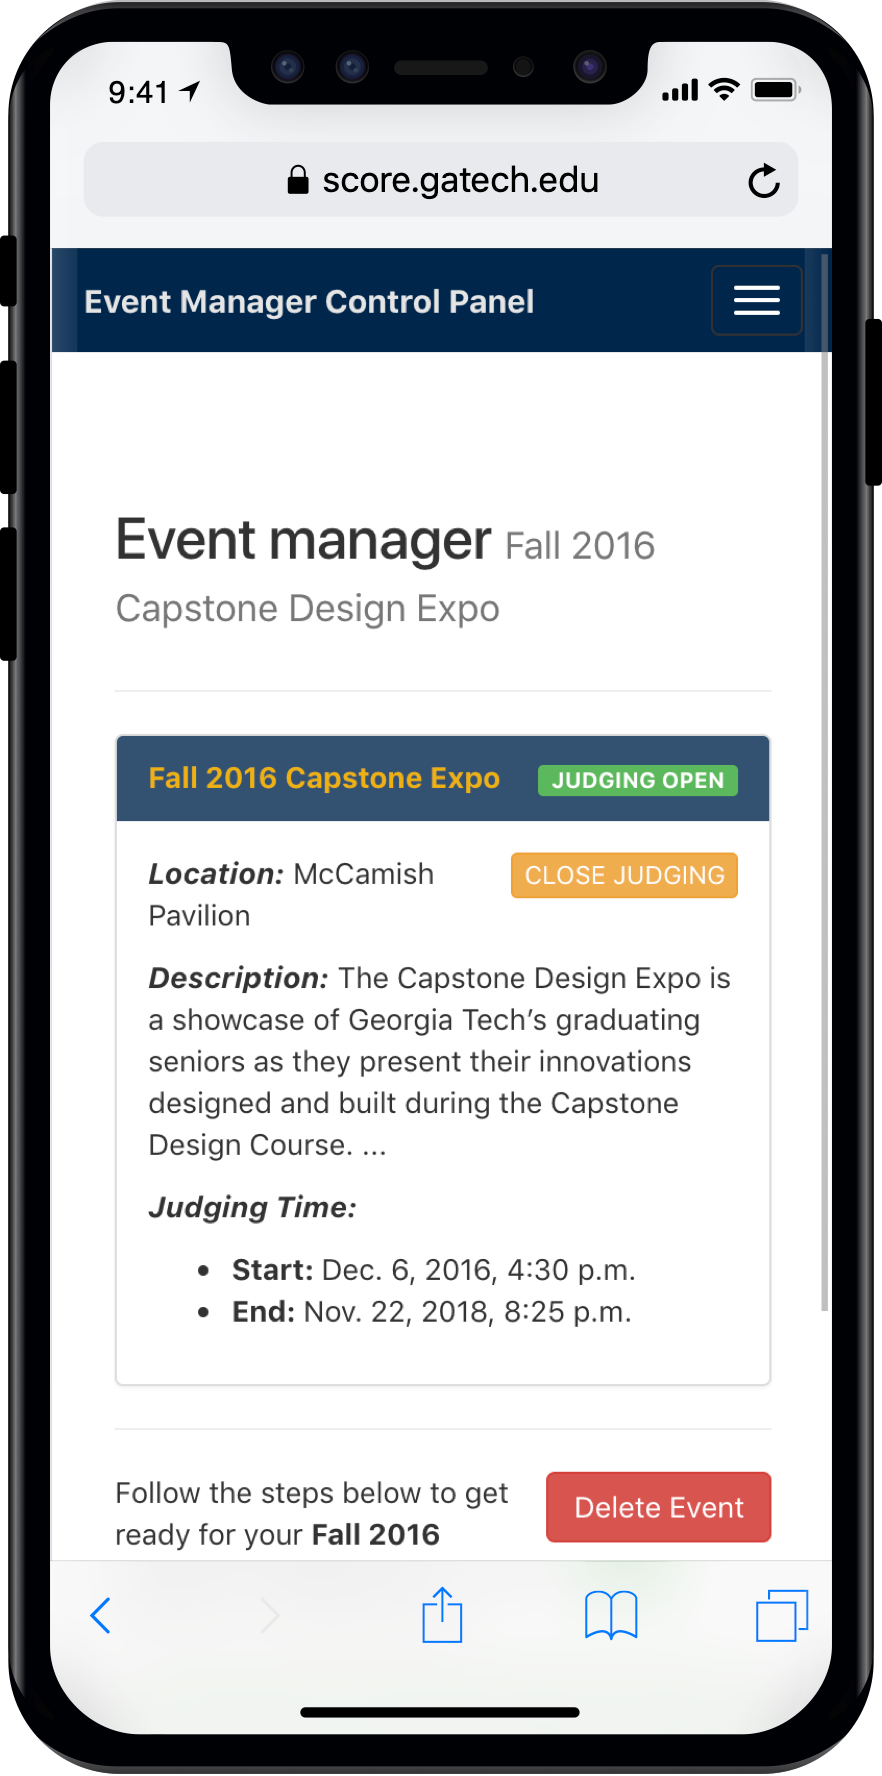 9:41
score.gatech.edu
Event Manager Control Panel
Event manager Fall 2016
Capstone Design Expo
Fall 2016 Capstone Expo JUDGING OPEN
Location: McCamish CLOSE JUDGING
Pavilion
Description: The Capstone Design Expo is
a showcase of Georgia Tech’s graduating
seniors as they present their innovations
designed and built during the Capstone
Design Course. ...
Judging Time:
• Start: Dec. 6, 2016, 4:30 p.m.
• End: Nov. 22, 2018, 8:25 p.m.
Follow the steps below to get Delete Event
ready for your Fall 2016